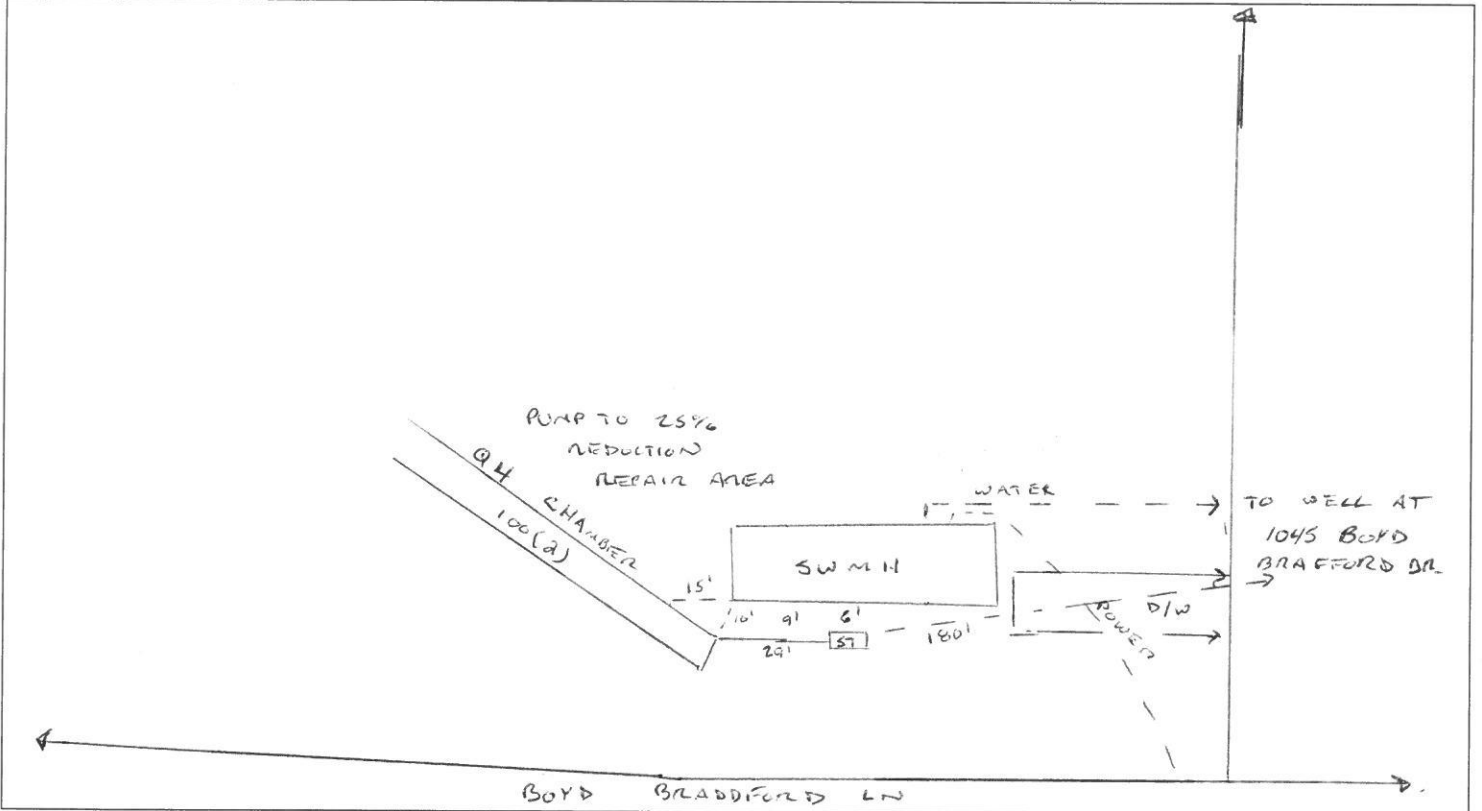 PUMP TO 25%
REDUCTION
REPAIR AREA
Q4 CHAMBER
100(2)
WATER
TO WELL AT
1045 BOYD
BRAFFORD DR.
SWMH
15'
10' 9' 6'
29' ST 180'
D/W
POWER
BOYD BRADDFORD LN